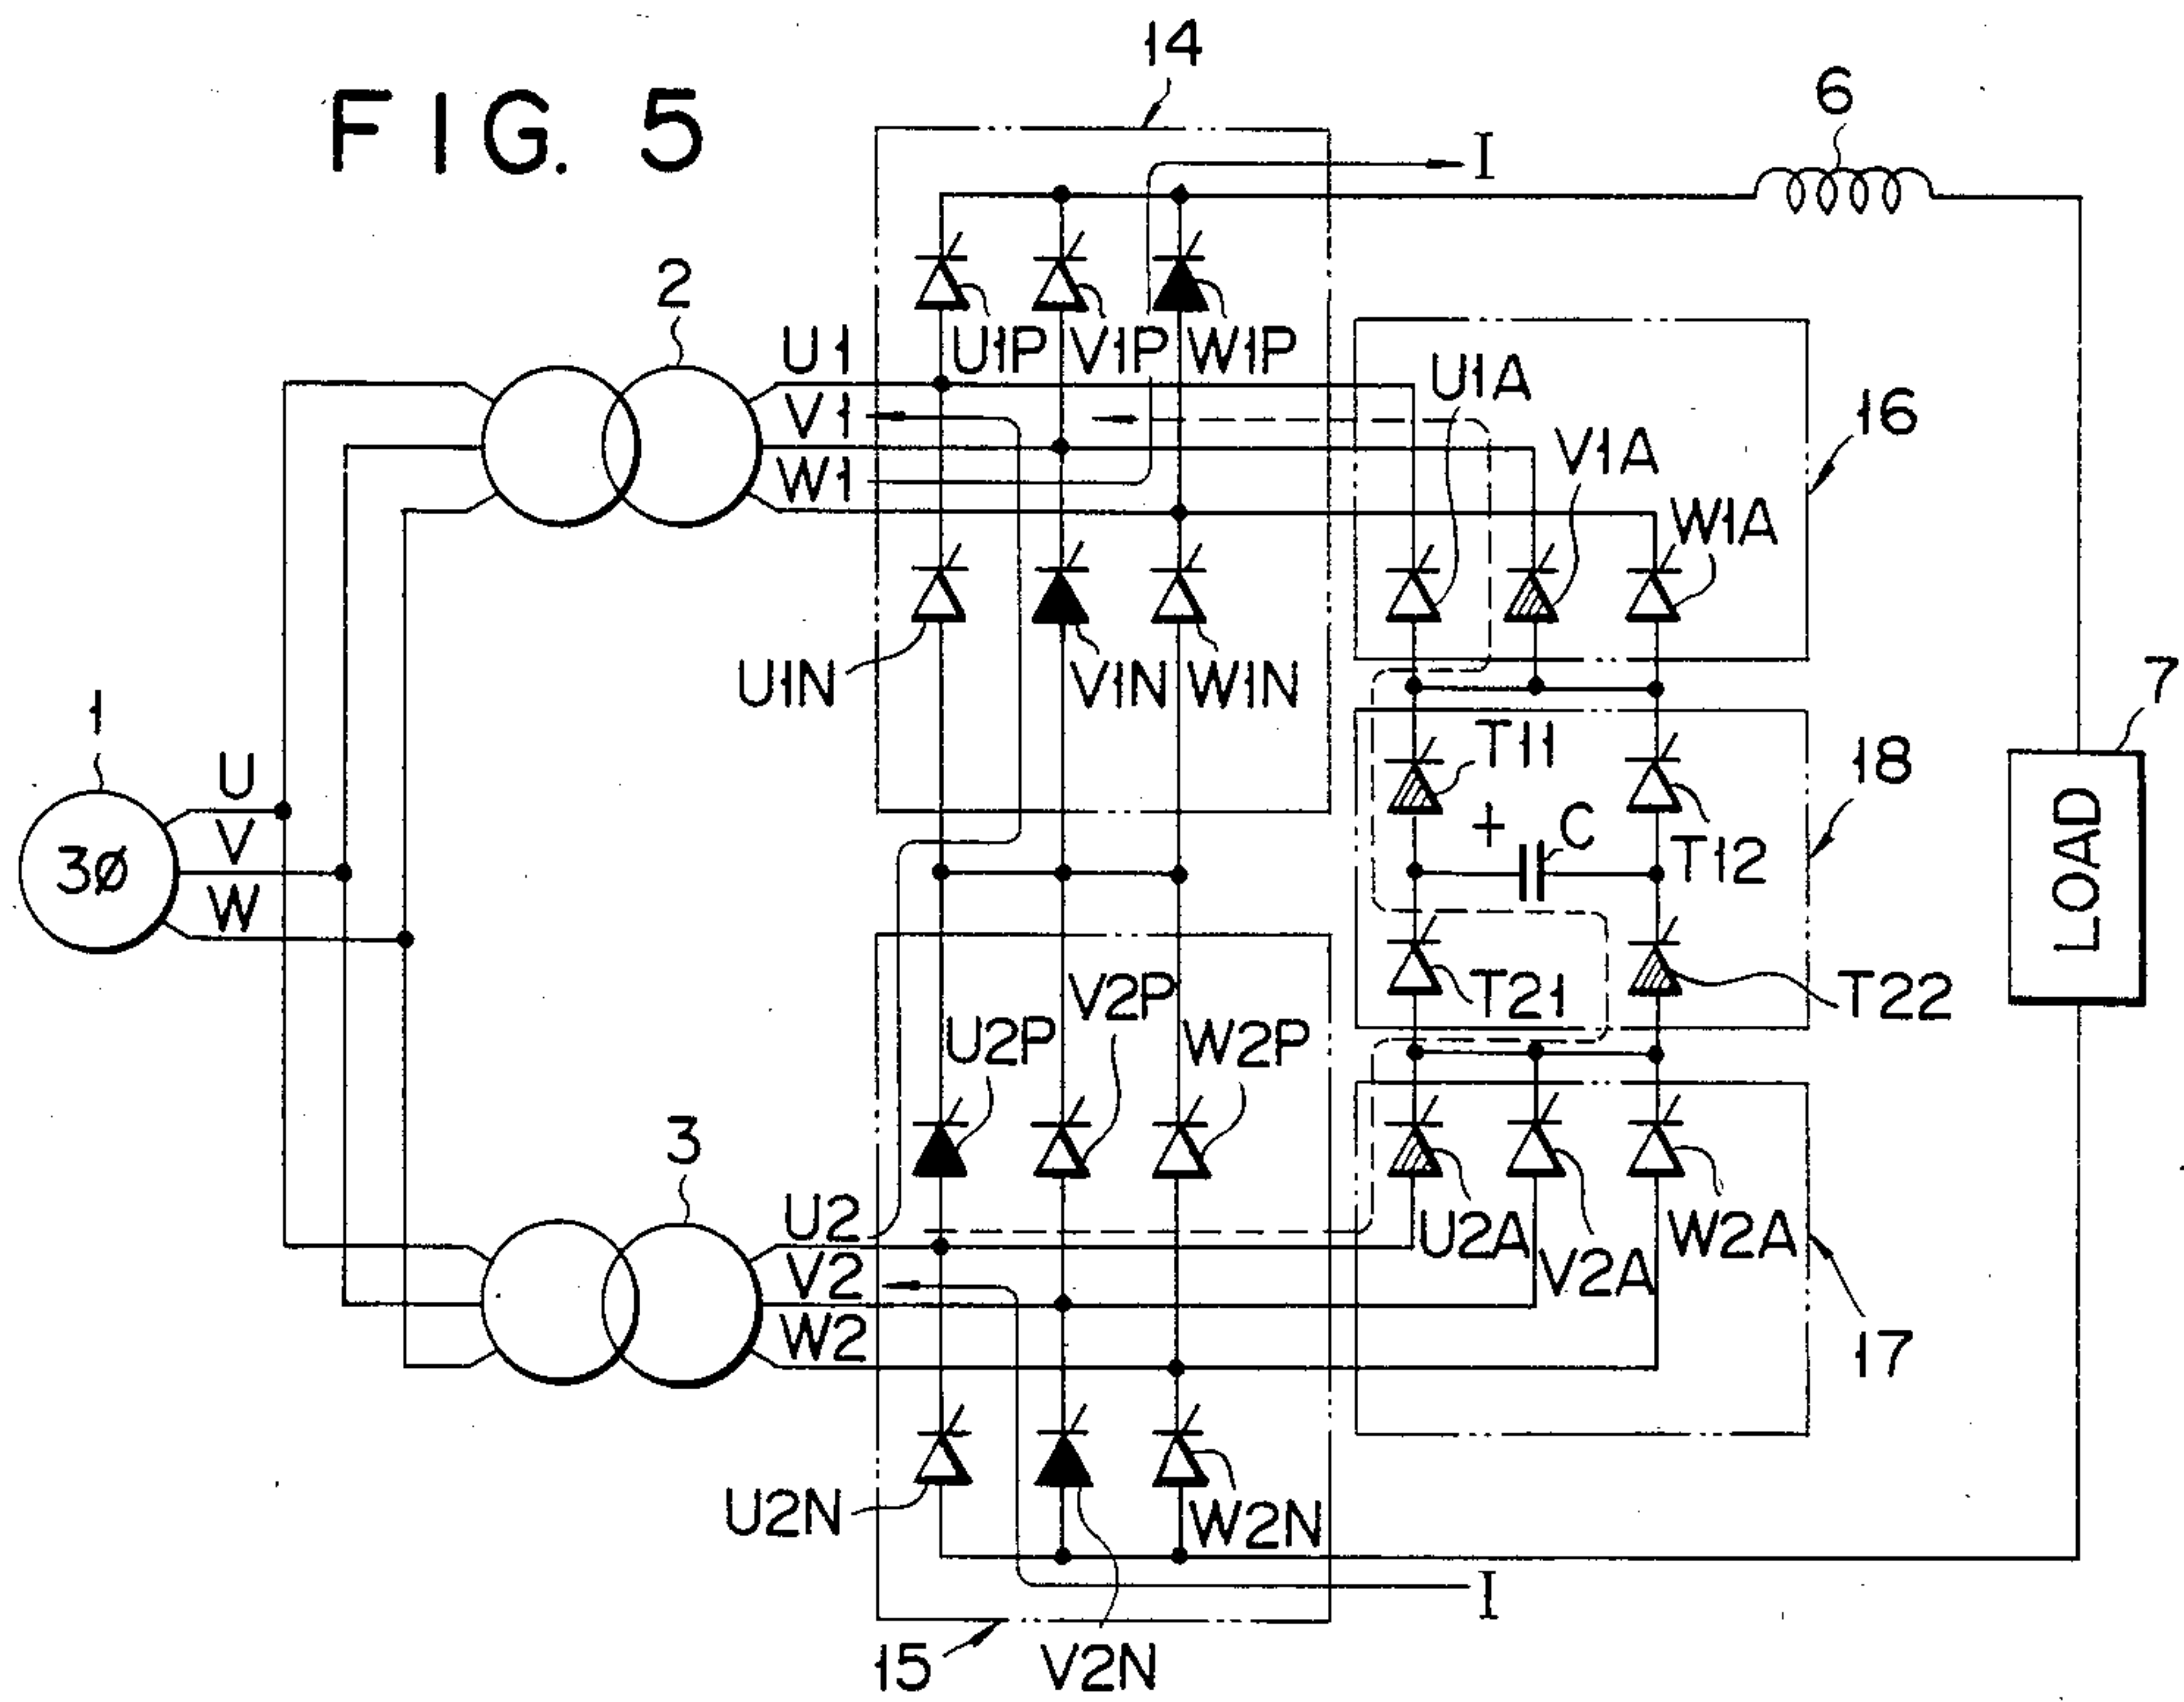 FIG. 5
14
6
I
2
U1
V1
W1
U1P
V1P
W1P
U1A
V1A
W1A
16
U1N
V1N
W1N
1
3Ø
U
V
W
T11
T12
+
C
T21
T22
18
7
LOAD
U2P
V2P
W2P
3
U2
V2
W2
U2A
V2A
W2A
17
U2N
V2N
W2N
I
15